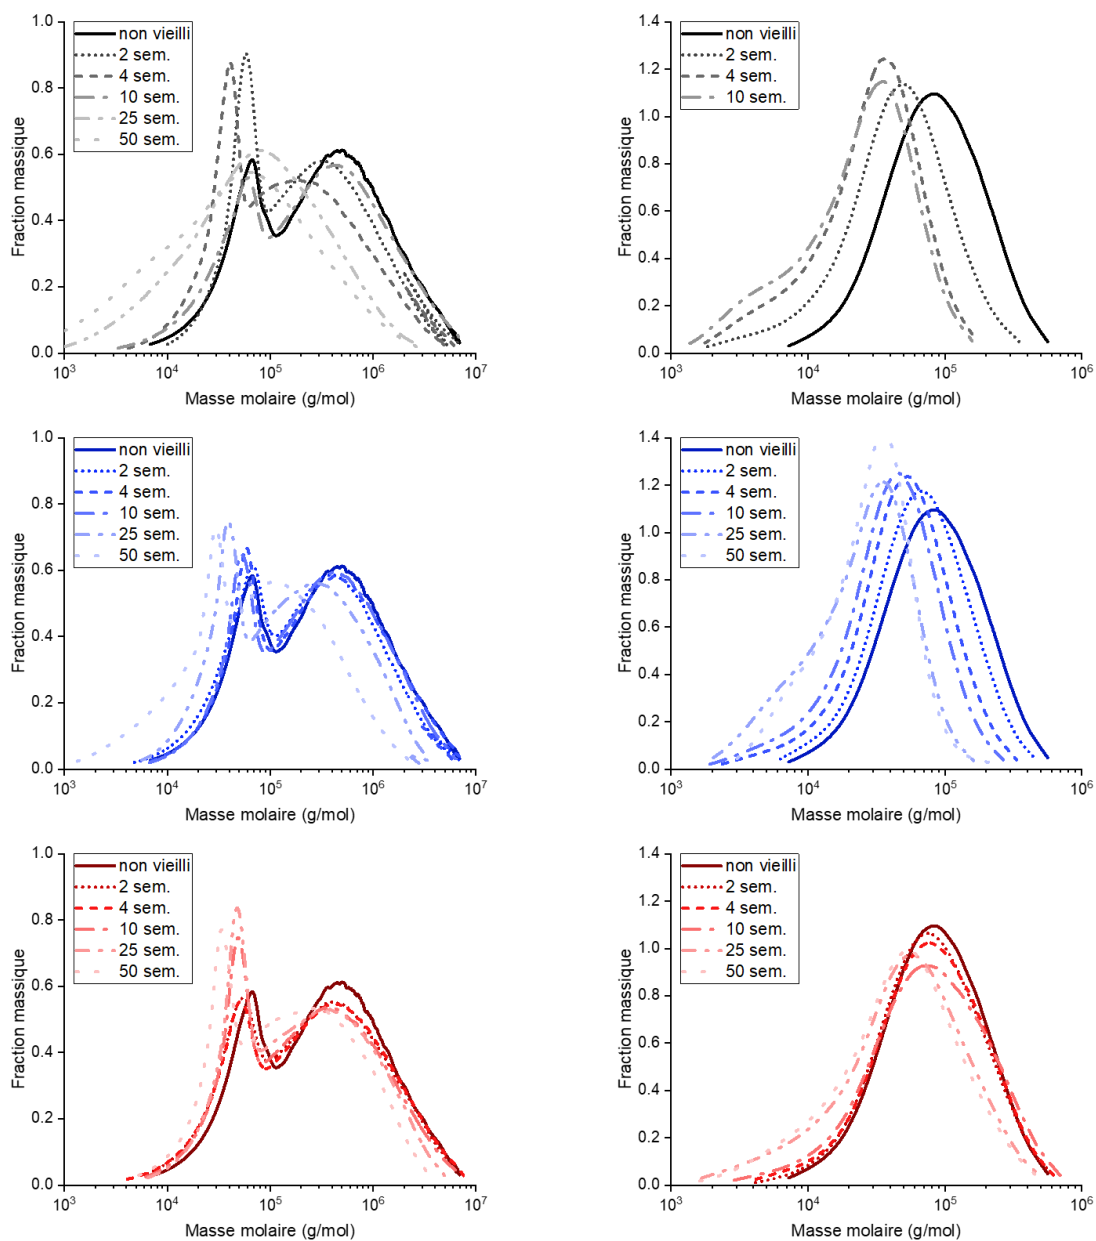 1.0
0.8
0.6
0.4
0.2
0.0
10³ 10⁴ 10⁵ 10⁶ 10⁷
Fraction massique
Masse molaire (g/mol)
non vieilli
2 sem.
4 sem.
10 sem.
25 sem.
50 sem.
1.4
1.2
1.0
0.8
0.6
0.4
0.2
0.0
10³ 10⁴ 10⁵ 10⁶
Fraction massique
Masse molaire (g/mol)
non vieilli
2 sem.
4 sem.
10 sem.
1.0
0.8
0.6
0.4
0.2
0.0
10³ 10⁴ 10⁵ 10⁶ 10⁷
Fraction massique
Masse molaire (g/mol)
non vieilli
2 sem.
4 sem.
10 sem.
25 sem.
50 sem.
1.4
1.2
1.0
0.8
0.6
0.4
0.2
0.0
10³ 10⁴ 10⁵ 10⁶
Fraction massique
Masse molaire (g/mol)
non vieilli
2 sem.
4 sem.
10 sem.
25 sem.
50 sem.
1.0
0.8
0.6
0.4
0.2
0.0
10³ 10⁴ 10⁵ 10⁶ 10⁷
Fraction massique
Masse molaire (g/mol)
non vieilli
2 sem.
4 sem.
10 sem.
25 sem.
50 sem.
1.4
1.2
1.0
0.8
0.6
0.4
0.2
0.0
10³ 10⁴ 10⁵ 10⁶
Fraction massique
Masse molaire (g/mol)
non vieilli
2 sem.
4 sem.
10 sem.
25 sem.
50 sem.